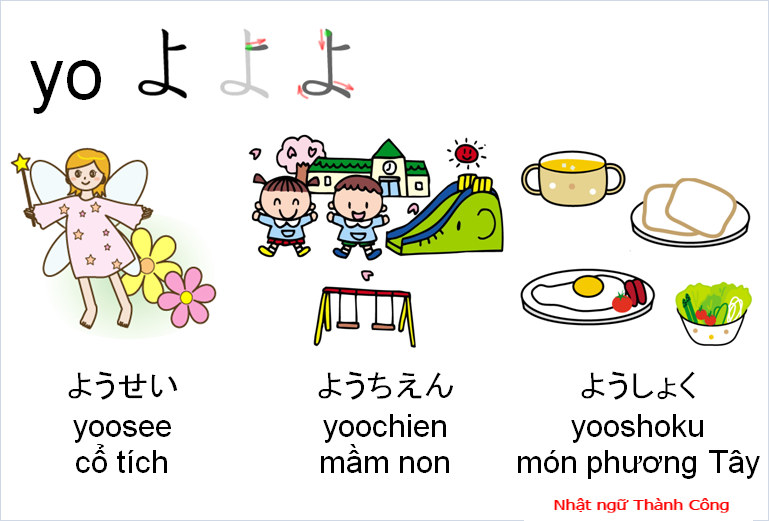 yo よ よ よ
ようせい
yoosee
cổ tích
ようちえん
yoochien
mầm non
ようしょく
yooshoku
món phương Tây
Nhật ngữ Thành Công